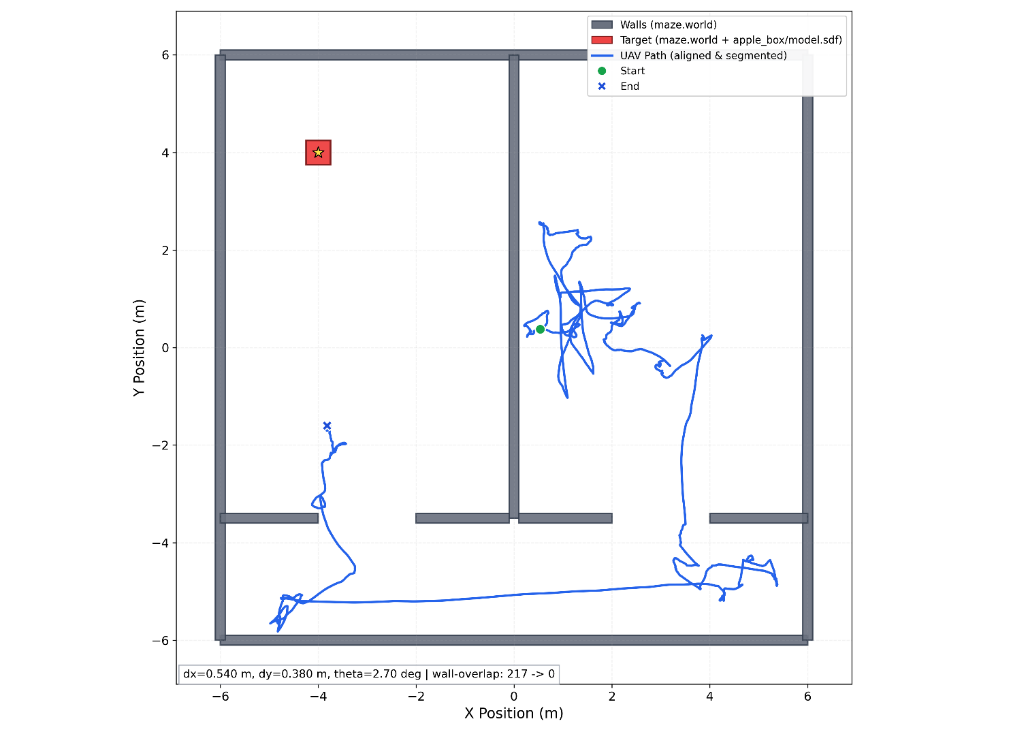 Walls (maze.world)
Target (maze.world + apple_box/model.sdf)
UAV Path (aligned & segmented)
Start
End
Y Position (m)
6
4
2
0
−2
−4
−6
dx=0.540 m, dy=0.380 m, theta=2.70 deg | wall-overlap: 217 -> 0
−6 −4 −2 0 2 4 6
X Position (m)